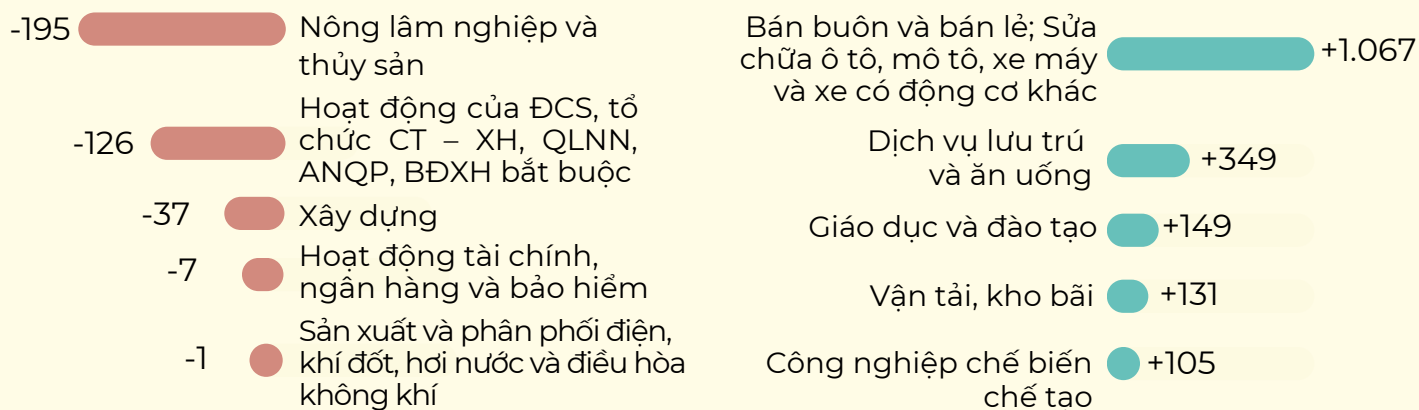 -195
Nông lâm nghiệp và
thủy sản
-126
Hoạt động của ĐCS, tổ
chức CT – XH, QLNN,
ANQP, BĐXH bắt buộc
-37
Xây dựng
-7
Hoạt động tài chính,
ngân hàng và bảo hiểm
-1
Sản xuất và phân phối điện,
khí đốt, hơi nước và điều hòa
không khí
Bán buôn và bán lẻ; Sửa
chữa ô tô, mô tô, xe máy
và xe có động cơ khác
+1.067
Dịch vụ lưu trú
và ăn uống
+349
Giáo dục và đào tạo
+149
Vận tải, kho bãi
+131
Công nghiệp chế biến
chế tạo
+105